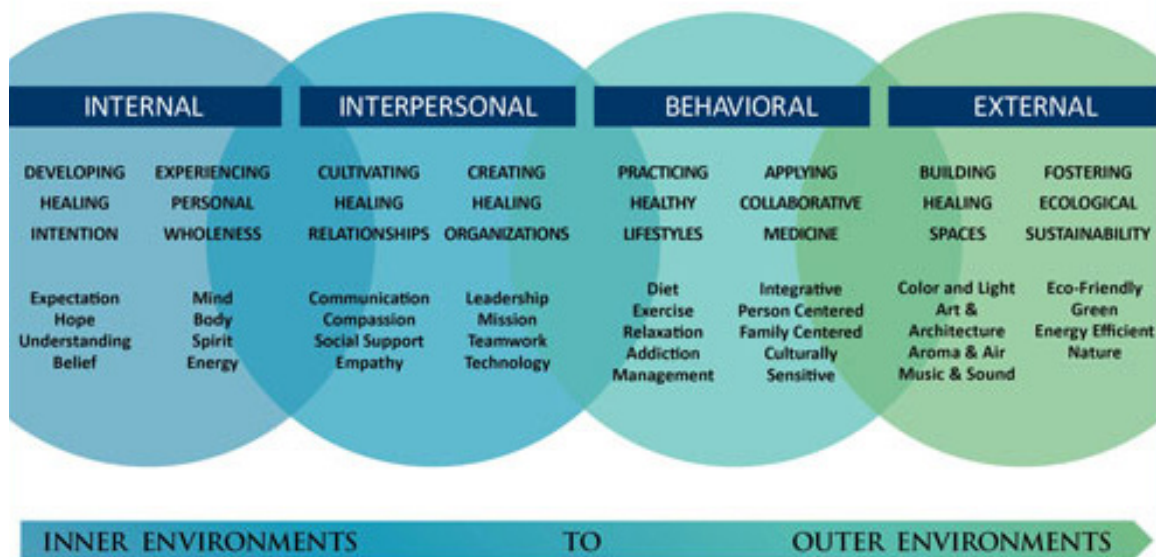 INTERNAL
INTERPERSONAL
BEHAVIORAL
EXTERNAL
DEVELOPING
HEALING
INTENTION
Expectation
Hope
Understanding
Belief
EXPERIENCING
PERSONAL
WHOLENESS
Mind
Body
Spirit
Energy
CULTIVATING
HEALING
RELATIONSHIPS
Communication
Compassion
Social Support
Empathy
CREATING
HEALING
ORGANIZATIONS
Leadership
Mission
Teamwork
Technology
PRACTICING
HEALTHY
LIFESTYLES
Diet
Exercise
Relaxation
Addiction
Management
APPLYING
COLLABORATIVE
MEDICINE
Integrative
Person Centered
Family Centered
Culturally
Sensitive
BUILDING
HEALING
SPACES
Color and Light
Art &
Architecture
Aroma & Air
Music & Sound
FOSTERING
ECOLOGICAL
SUSTAINABILITY
Eco-Friendly
Green
Energy Efficient
Nature
INNER ENVIRONMENTS TO OUTER ENVIRONMENTS